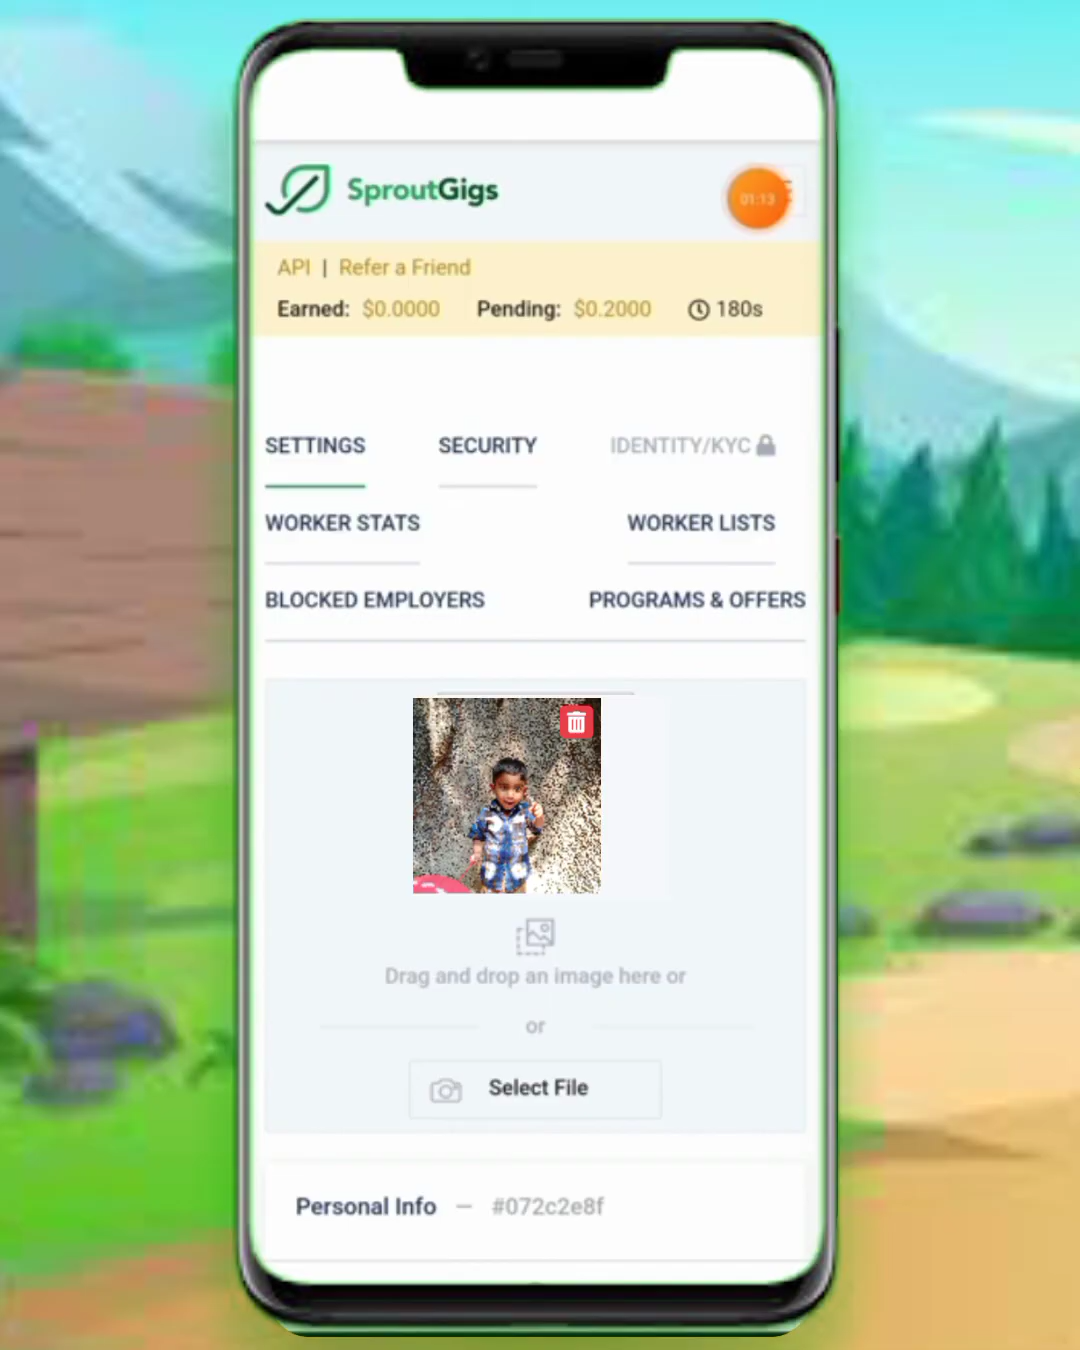 SproutGigs
01:13
API | Refer a Friend
Earned: $0.0000 Pending: $0.2000 180s
SETTINGS SECURITY IDENTITY/KYC
WORKER STATS WORKER LISTS
BLOCKED EMPLOYERS PROGRAMS & OFFERS
Drag and drop an image here or
or
Select File
Personal Info — #072c2e8f